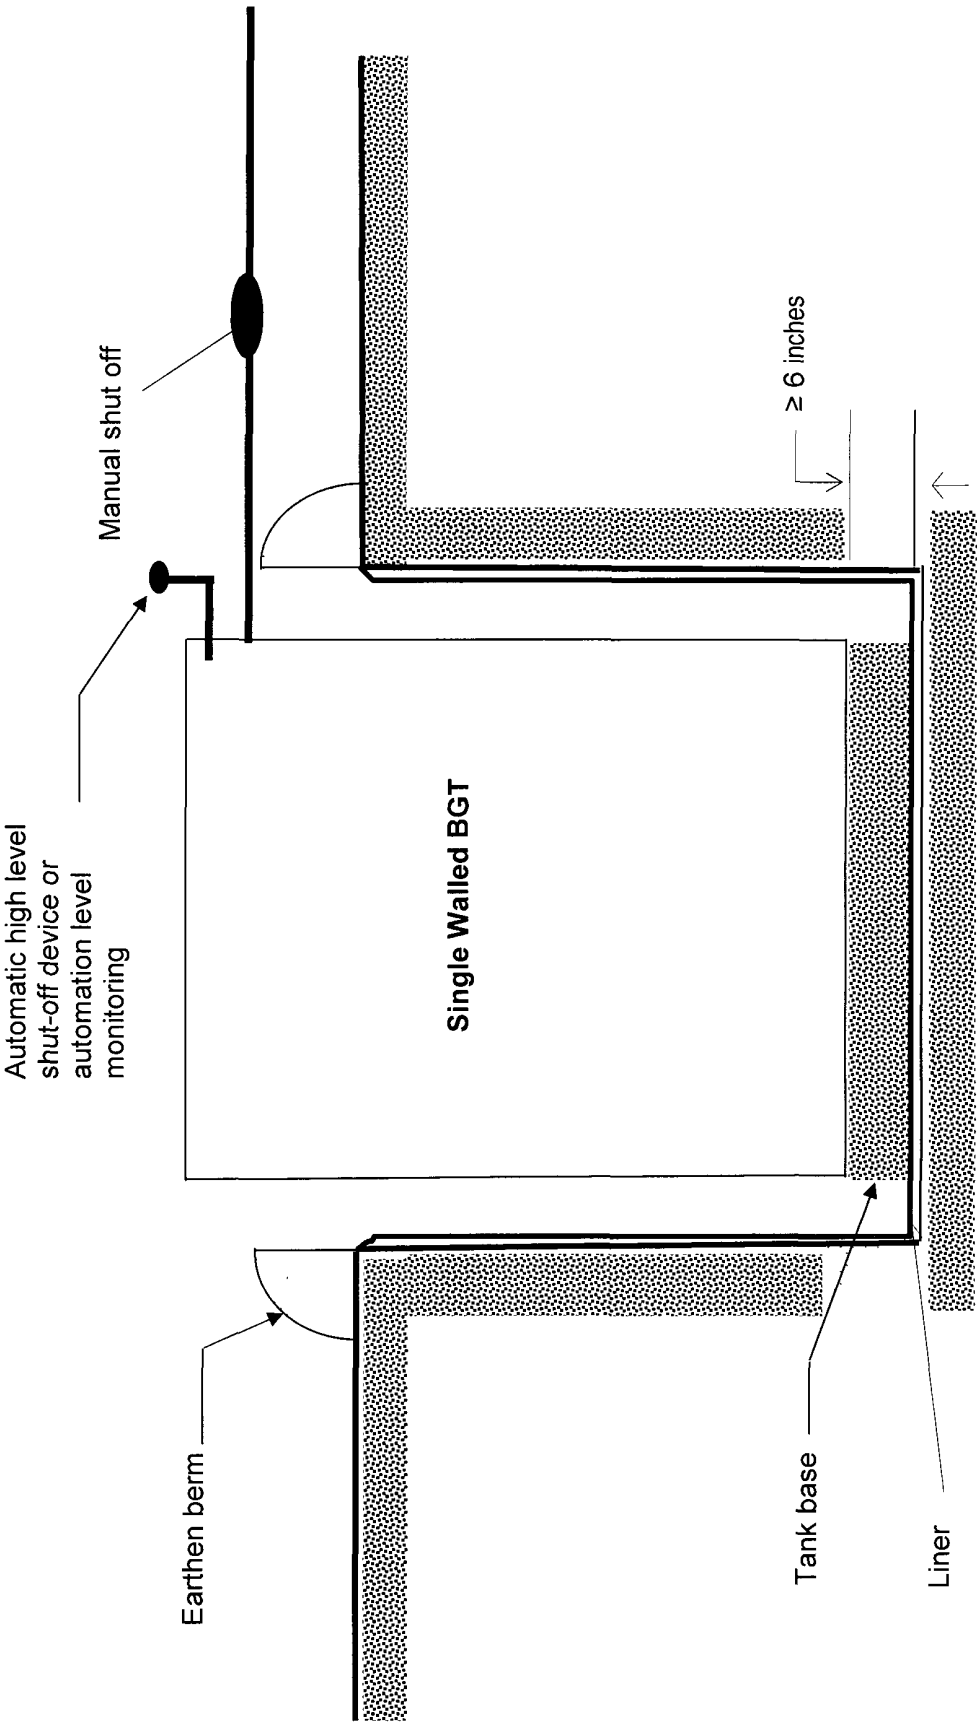 Automatic high level
shut-off device or
automation level
monitoring
Manual shut off
Earthen berm
Single Walled BGT
≥ 6 inches
Tank base
Liner